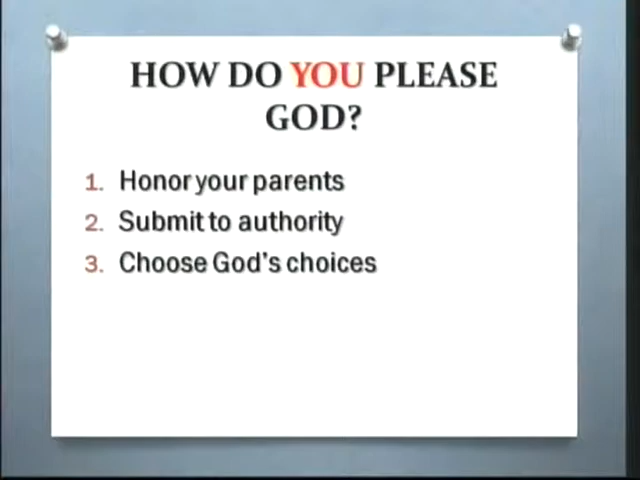 HOW DO YOU PLEASE
GOD?
1. Honor your parents
2. Submit to authority
3. Choose God's choices